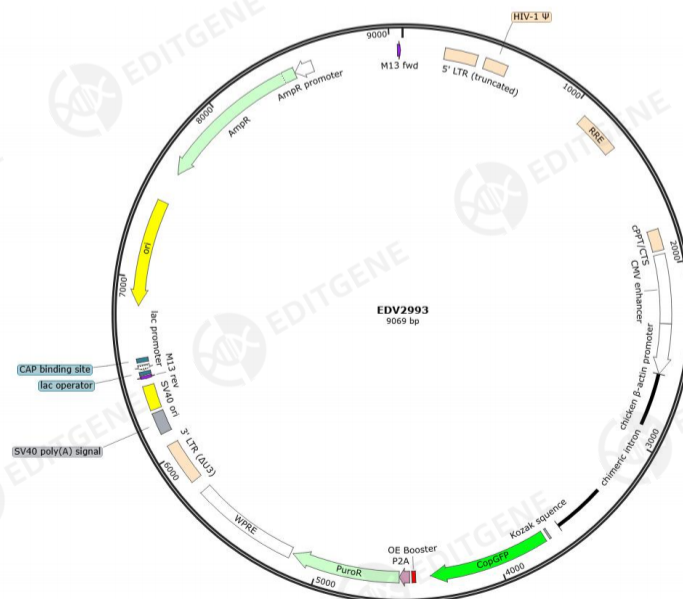 9000
M13 fwd
5' LTR (truncated)
HIV-1 Ψ
1000
RRE
cPPT/CTS
2000
CMV enhancer
chicken β-actin promoter
3000
chimeric intron
Kozak squence
CopGFP
4000
OE Booster
P2A
PuroR
5000
WPRE
3' LTR (ΔU3)
6000
SV40 poly(A) signal
SV40 ori
M13 rev
lac operator
CAP binding site
lac promoter
7000
ori
AmpR
8000
AmpR promoter
EDV2993
9069 bp
EDITGENE
EDITGENE
EDITGENE
EDITGENE